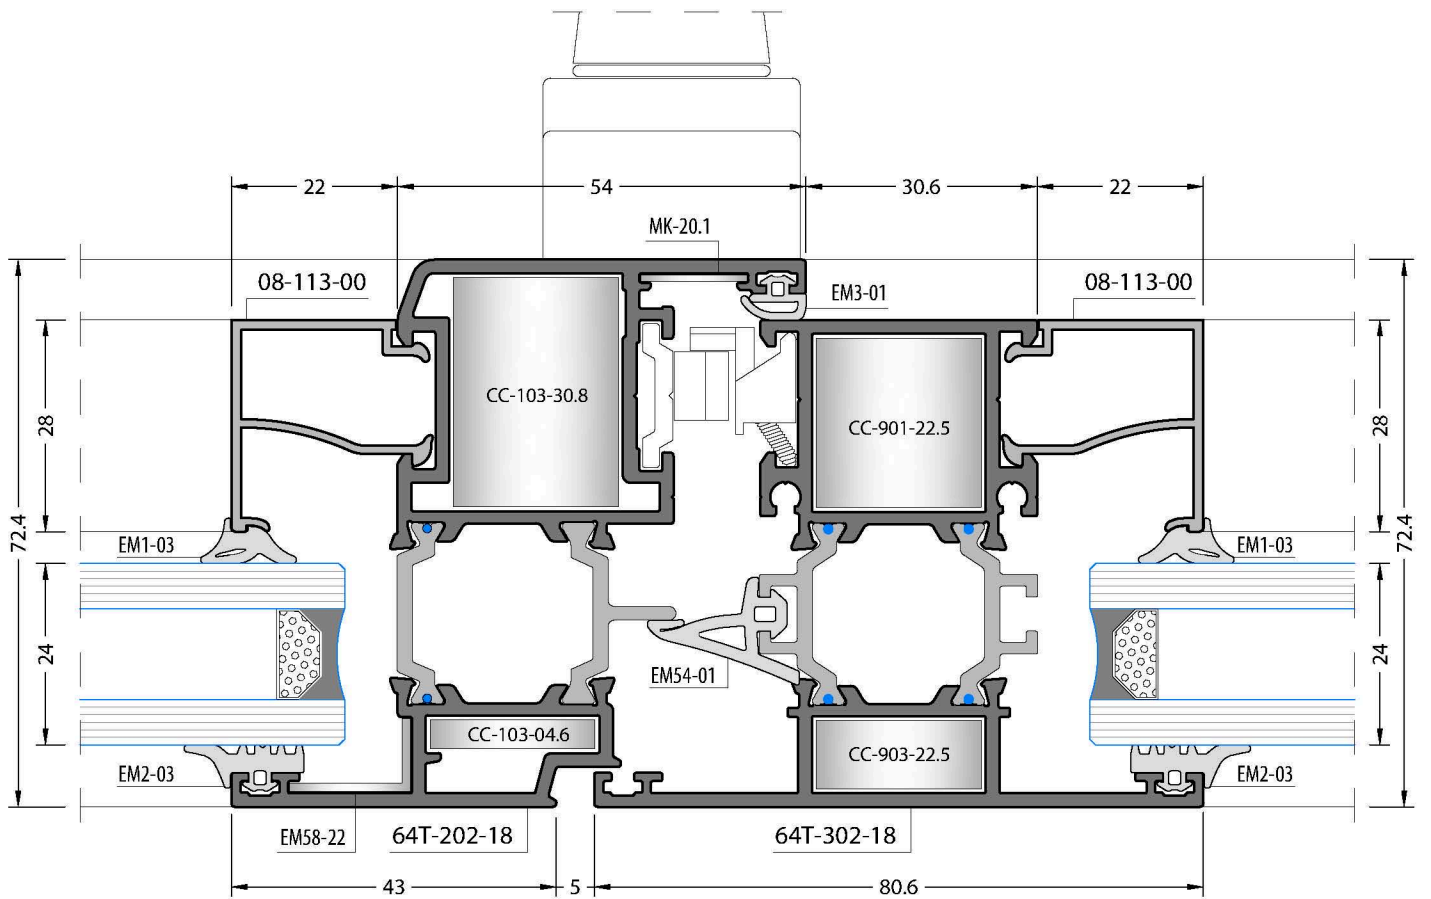 22
54
30.6
22
MK-20.1
08-113-00
EM3-01
08-113-00
CC-103-30.8
CC-901-22.5
28
28
72.4
72.4
EM1-03
EM1-03
24
24
EM54-01
CC-103-04.6
CC-903-22.5
EM2-03
EM2-03
EM58-22
64T-202-18
64T-302-18
43
5
80.6